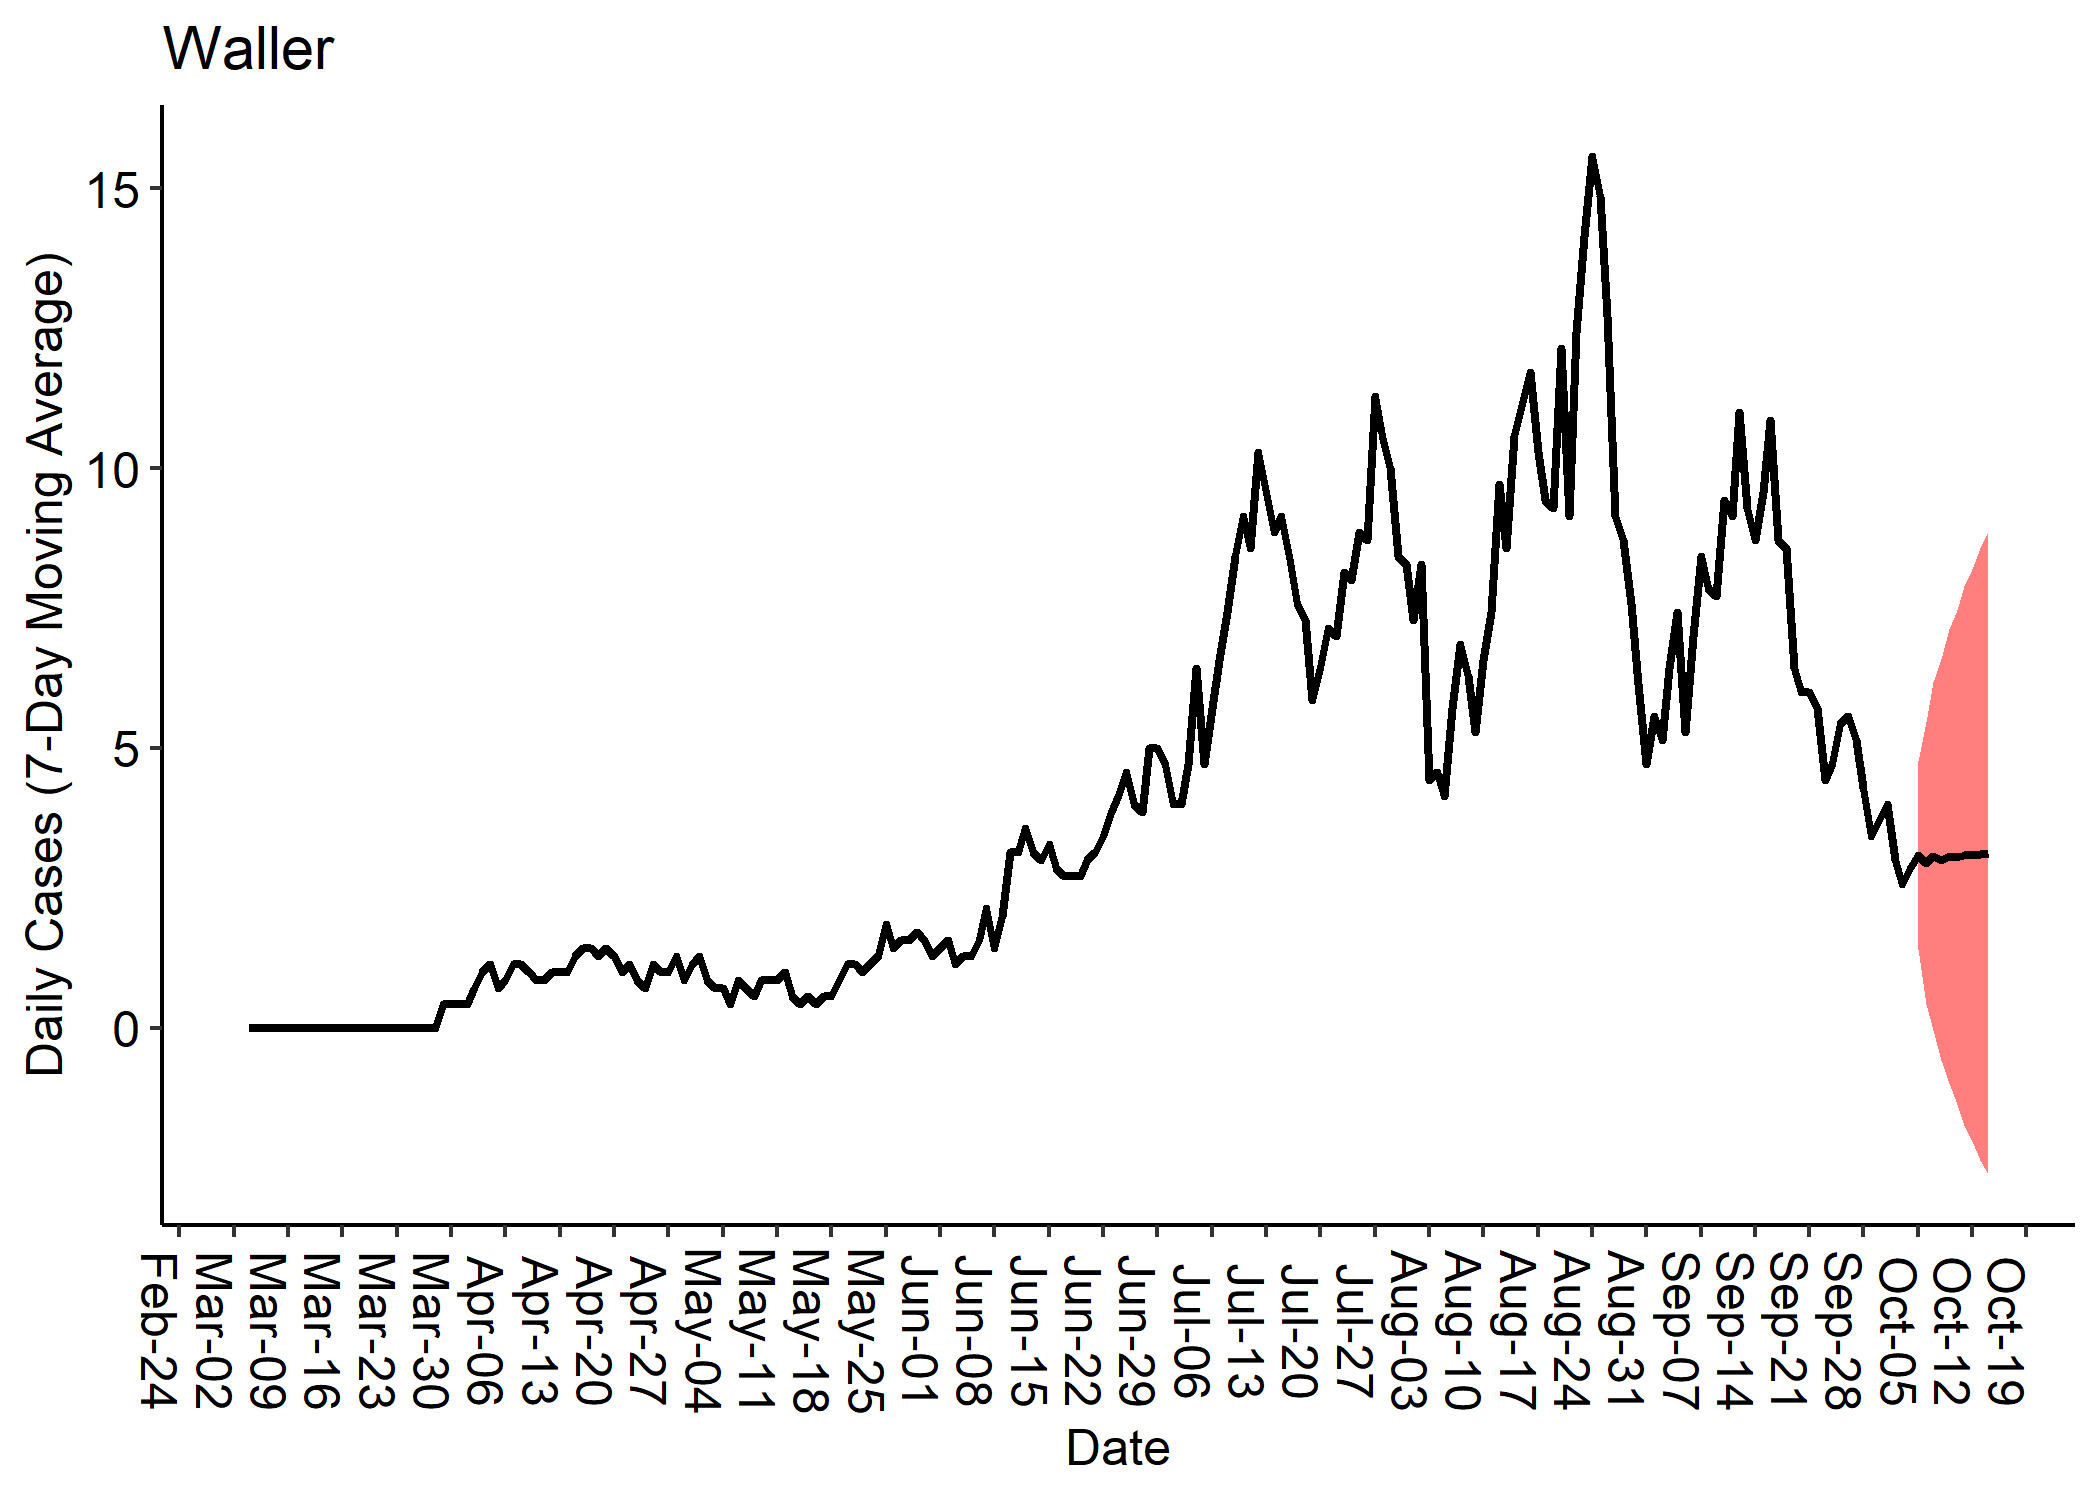 Waller
Daily Cases (7-Day Moving Average)
15
10
5
0
Feb-24
Mar-02
Mar-09
Mar-16
Mar-23
Mar-30
Apr-06
Apr-13
Apr-20
Apr-27
May-04
May-11
May-18
May-25
Jun-01
Jun-08
Jun-15
Jun-22
Jun-29
Jul-06
Jul-13
Jul-20
Jul-27
Aug-03
Aug-10
Aug-17
Aug-24
Aug-31
Sep-07
Sep-14
Sep-21
Sep-28
Oct-05
Oct-12
Oct-19
Date